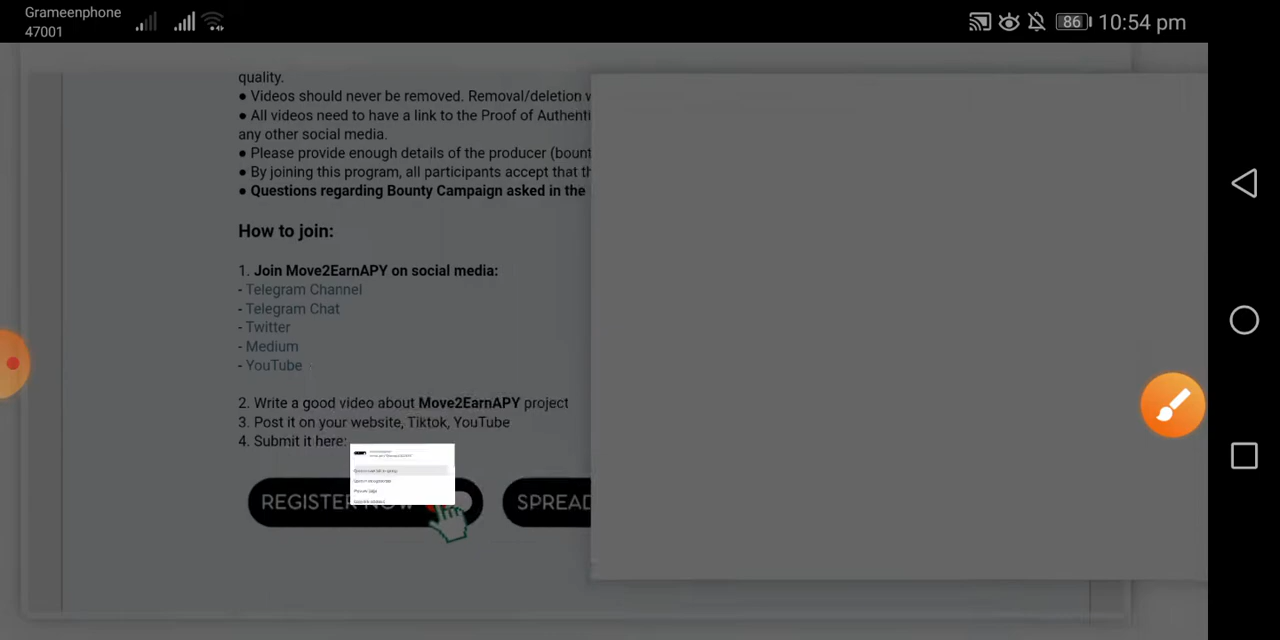 Grameenphone
47001
86
10:54 pm
quality.
● Videos should never be removed. Removal/deletion w
● All videos need to have a link to the Proof of Authenti
any other social media.
● Please provide enough details of the producer (bount
● By joining this program, all participants accept that th
● Questions regarding Bounty Campaign asked in the
How to join:
1. Join Move2EarnAPY on social media:
- Telegram Channel
- Telegram Chat
- Twitter
- Medium
- YouTube
2. Write a good video about Move2EarnAPY project
3. Post it on your website, Tiktok, YouTube
4. Submit it here:
REGISTER NOW
SPREAD